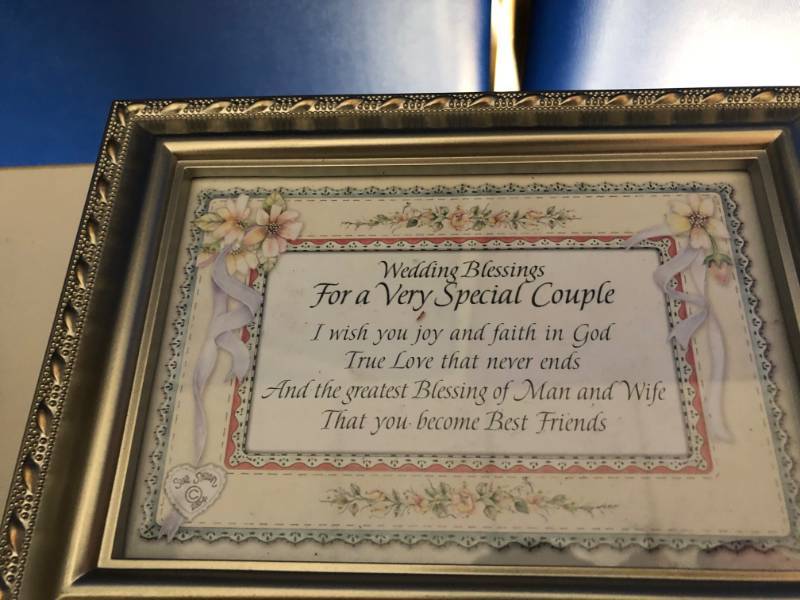 Wedding Blessings
For a Very Special Couple
I wish you joy and faith in God
True Love that never ends
And the greatest Blessing of Man and Wife
That you become Best Friends
©